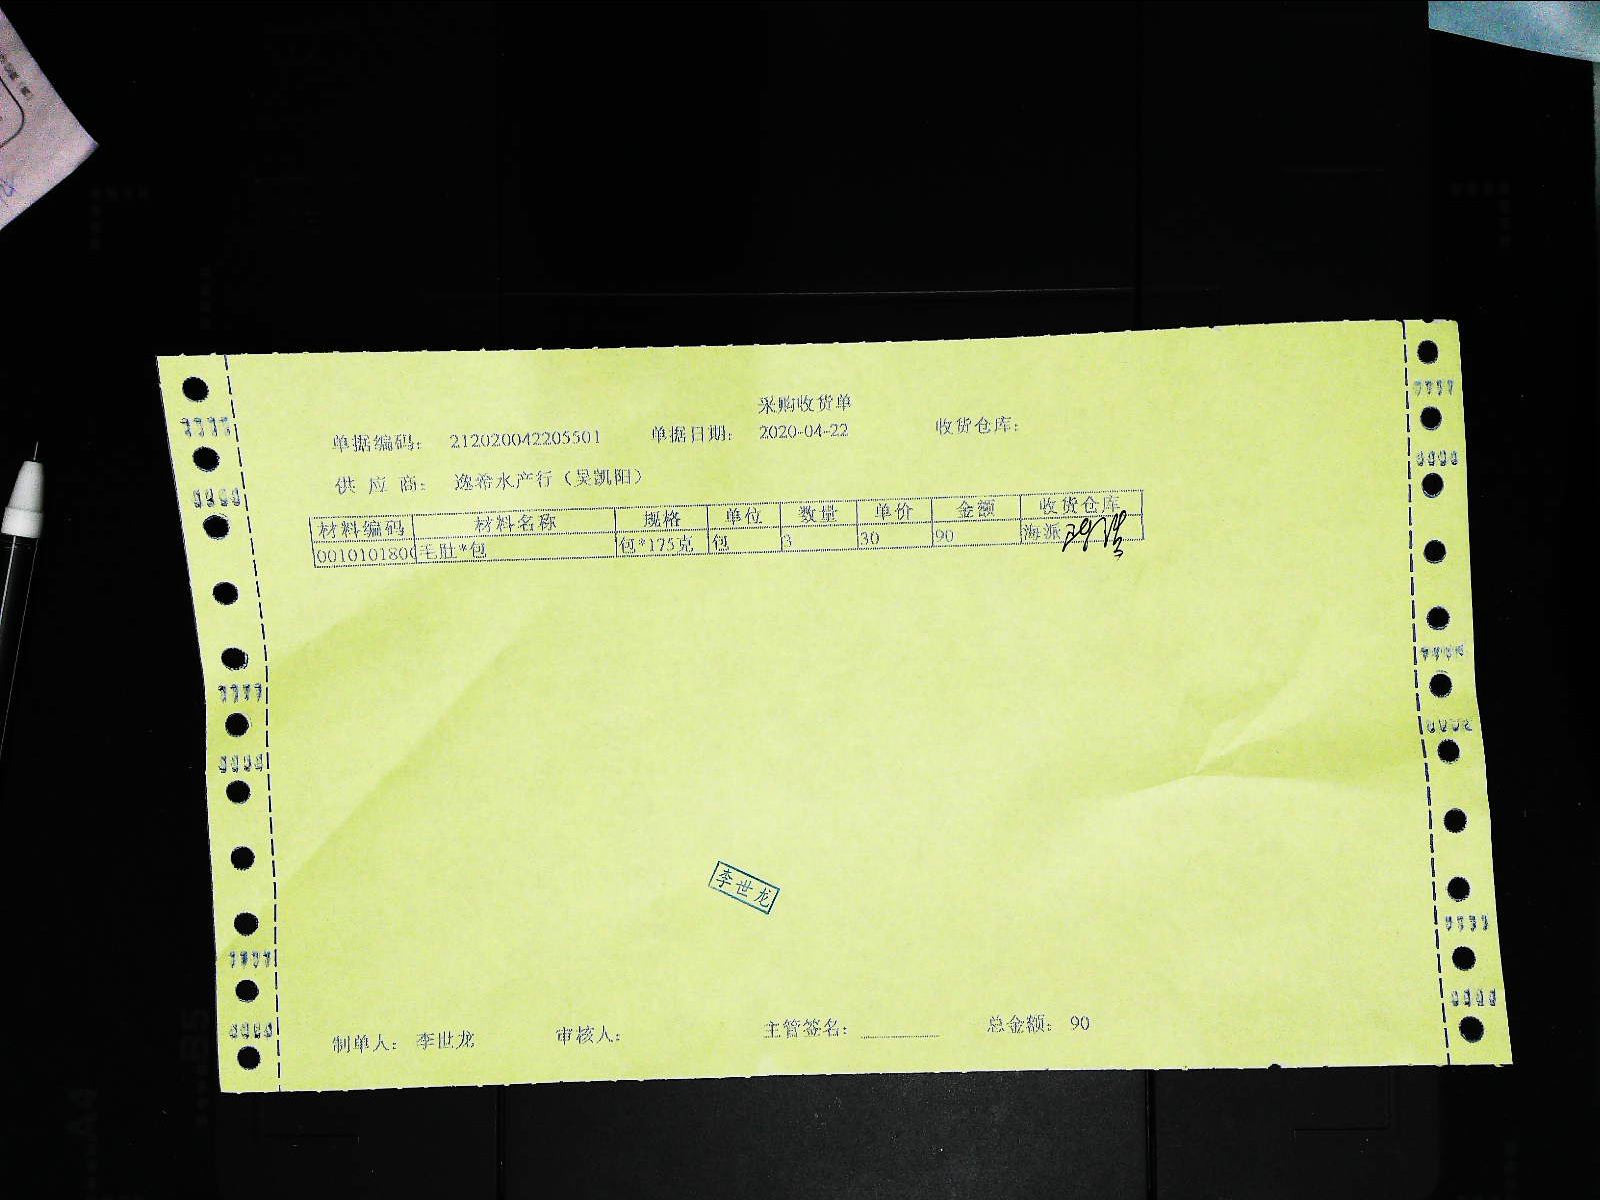 采购收货单
单据编码： 212020042205501 单据日期： 2020-04-22 收货仓库：
供 应 商： 逸希水产行（吴凯阳）
材料编码 材料名称 规格 单位 数量 单价 金额 收货仓库
001010180 毛肚*包 包*175克 包 3 30 90 海派
李世龙
制单人： 李世龙 审核人： 主管签名： 总金额： 90